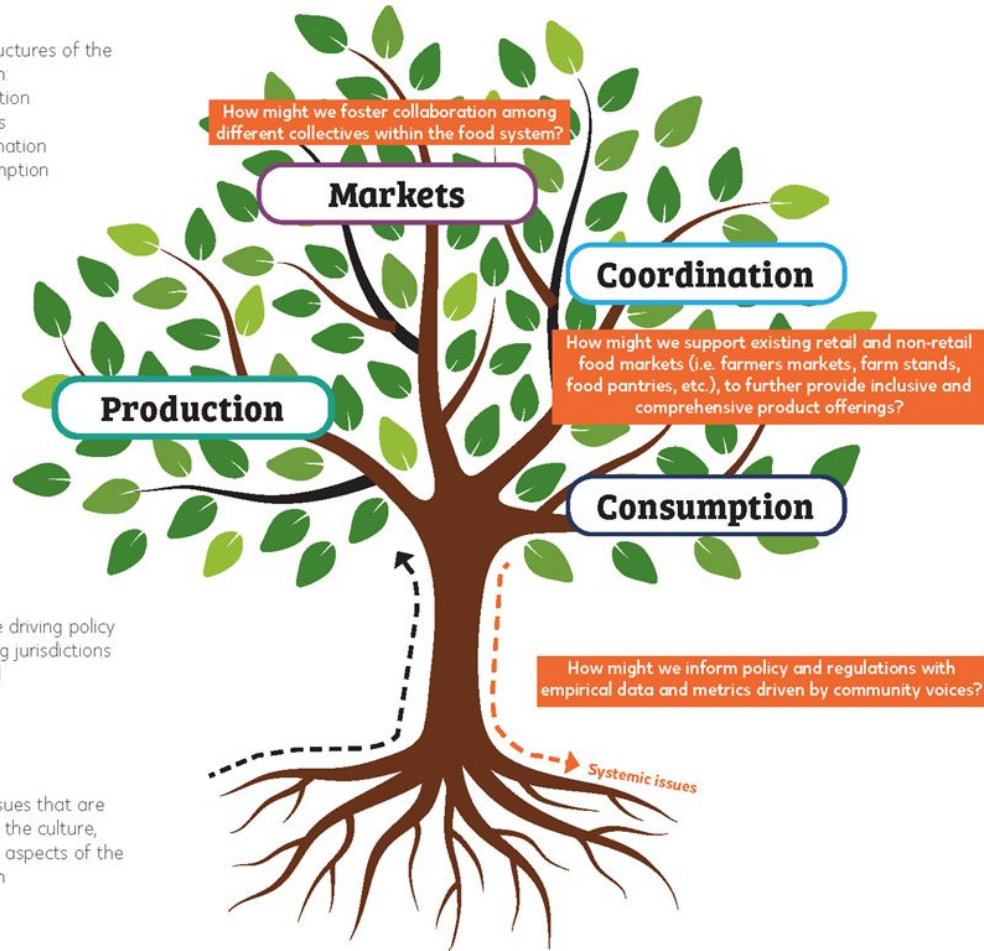 uctures of the
n:
tion
s
nation
nption
How might we foster collaboration among
different collectives within the food system?
Markets
Coordination
How might we support existing retail and non-retail
food markets (i.e. farmers markets, farm stands,
food pantries, etc.), to further provide inclusive and
comprehensive product offerings?
Production
Consumption
e driving policy
g jurisdictions
How might we inform policy and regulations with
empirical data and metrics driven by community voices?
Systemic issues
sues that are
the culture,
aspects of the
n